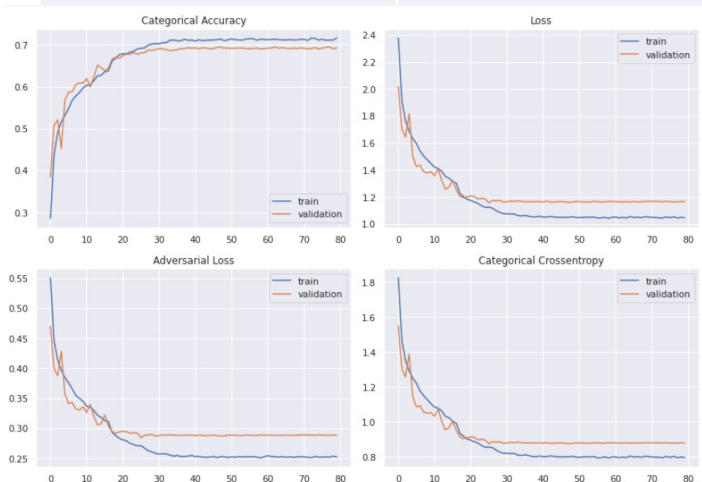 Categorical Accuracy
0.7
0.6
0.5
0.4
0.3
0 10 20 30 40 50 60 70 80
train
validation
Loss
2.4
2.2
2.0
1.8
1.6
1.4
1.2
1.0
0 10 20 30 40 50 60 70 80
train
validation
Adversarial Loss
0.55
0.50
0.45
0.40
0.35
0.30
0.25
0 10 20 30 40 50 60 70 80
train
validation
Categorical Crossentropy
1.8
1.6
1.4
1.2
1.0
0.8
0 10 20 30 40 50 60 70 80
train
validation